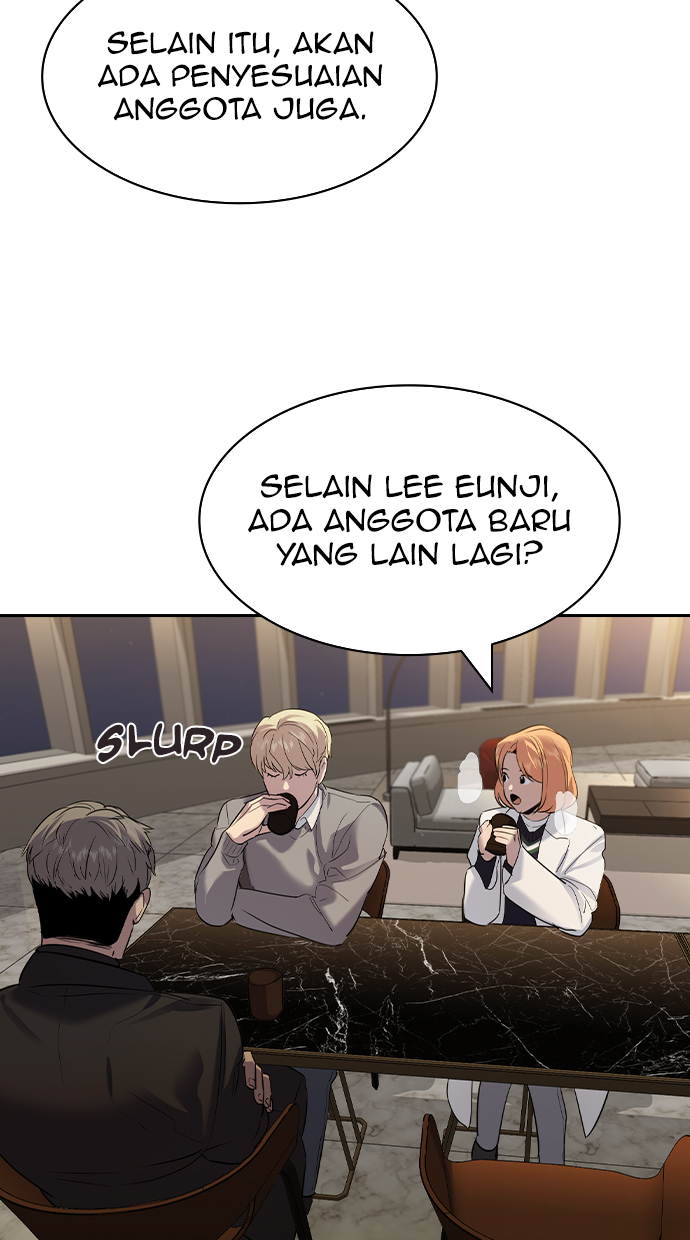 SELAIN ITU, AKAN
ADA PENYESUAIAN
ANGGOTA JUGA.
SELAIN LEE EUNJI,
ADA ANGGOTA BARU
YANG LAIN LAGI?
SLURP